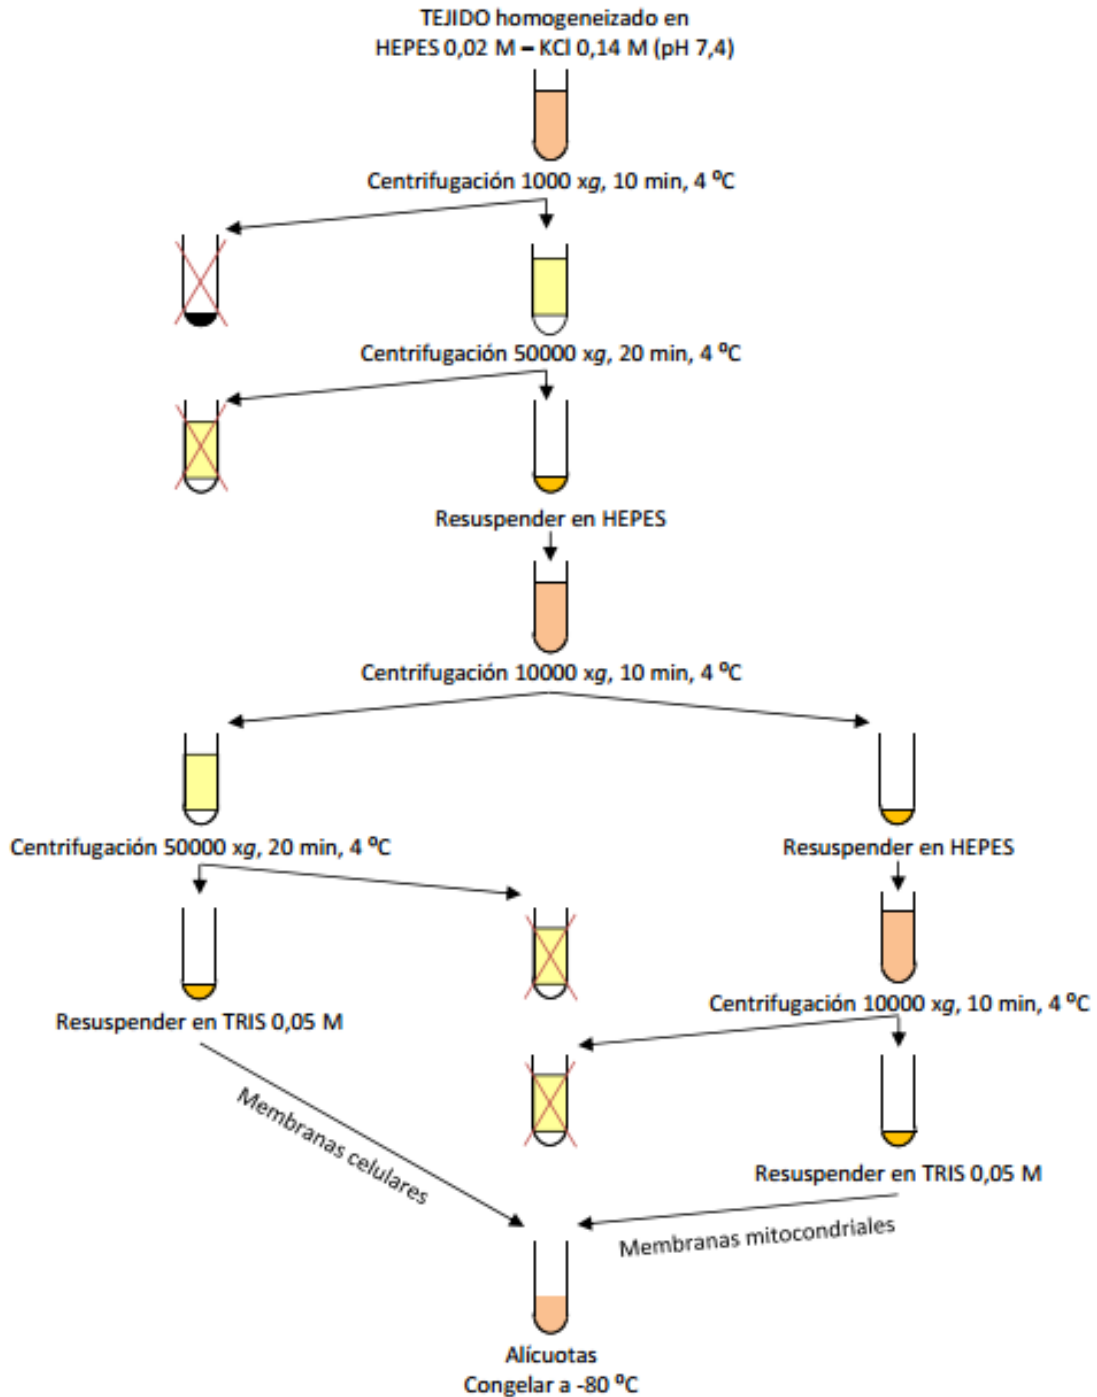 TEJIDO homogeneizado en
HEPES 0,02 M – KCl 0,14 M (pH 7,4)
Centrifugación 1000 xg, 10 min, 4 ºC
Centrifugación 50000 xg, 20 min, 4 ºC
Resuspender en HEPES
Centrifugación 10000 xg, 10 min, 4 ºC
Centrifugación 50000 xg, 20 min, 4 ºC
Resuspender en HEPES
Resuspender en TRIS 0,05 M
Centrifugación 10000 xg, 10 min, 4 ºC
Membranas celulares
Resuspender en TRIS 0,05 M
Membranas mitocondriales
Alícuotas
Congelar a -80 ºC